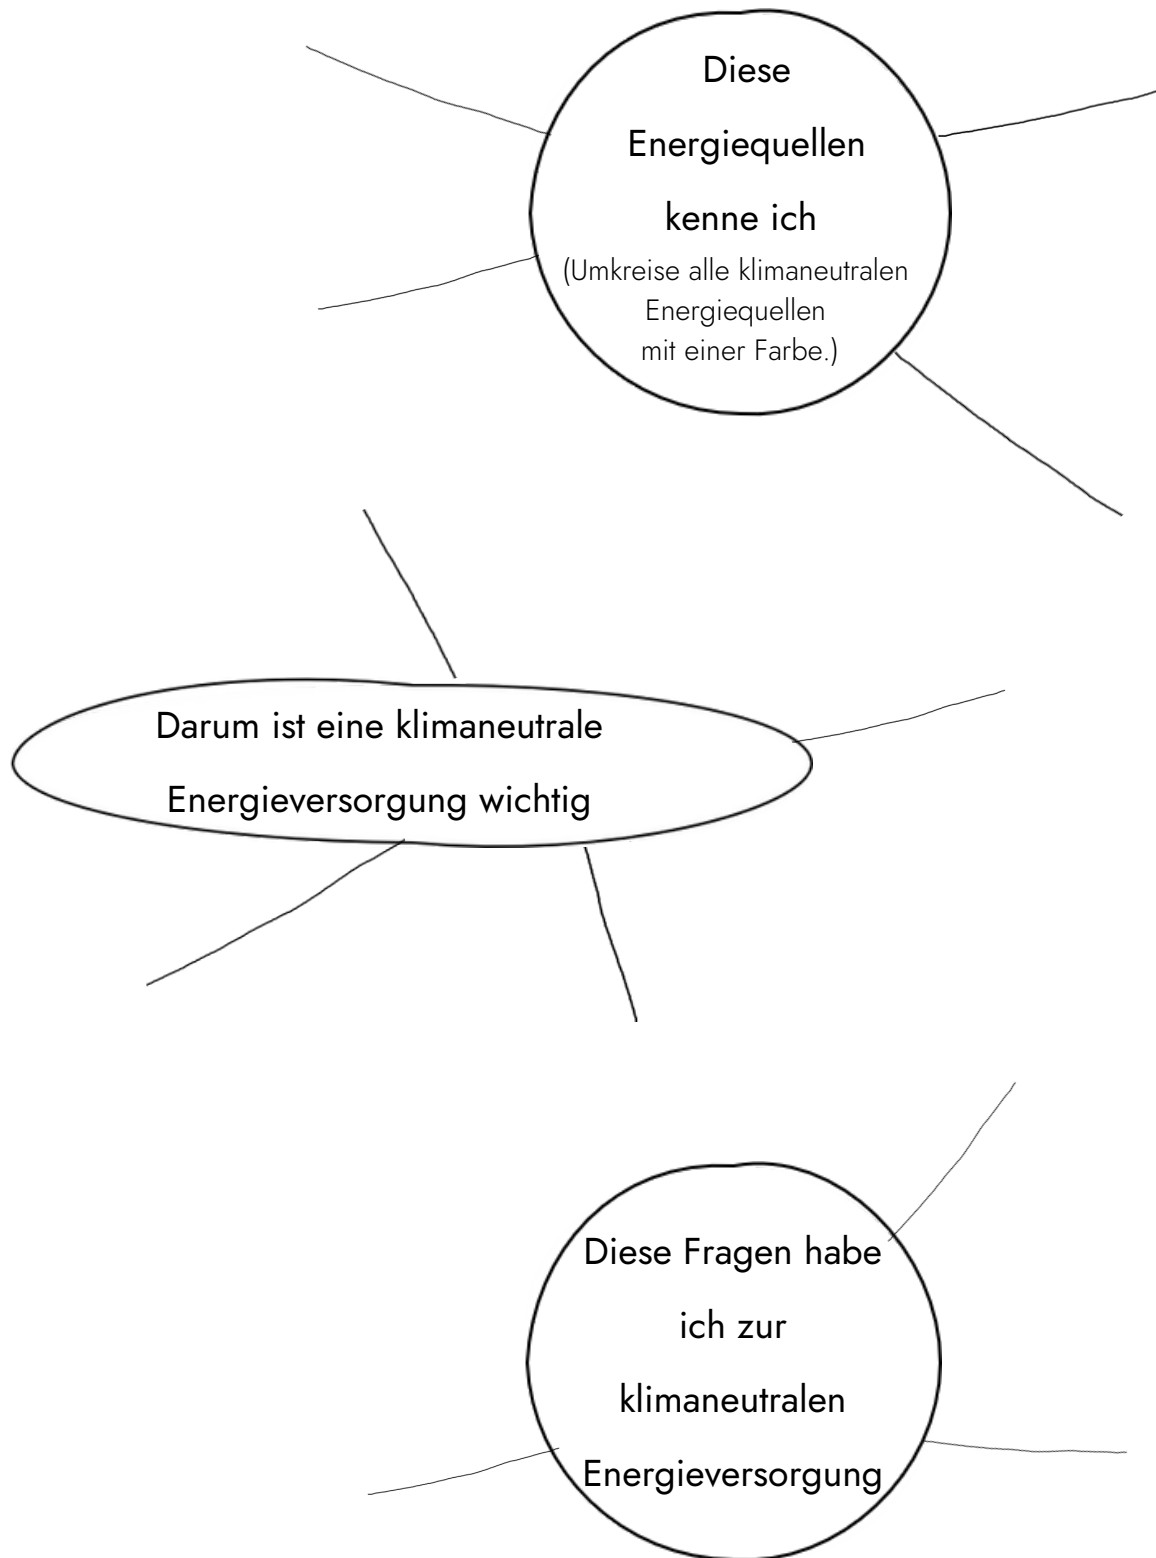 Diese
Energiequellen
kenne ich
(Umkreise alle klimaneutralen
Energiequellen
mit einer Farbe.)
Darum ist eine klimaneutrale
Energieversorgung wichtig
Diese Fragen habe
ich zur
klimaneutralen
Energieversorgung